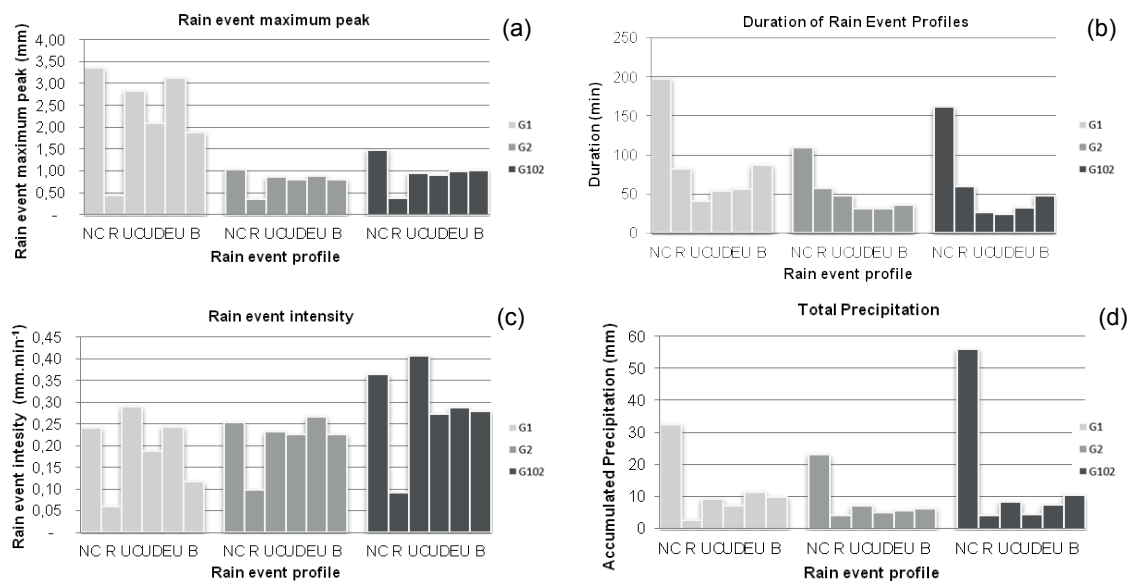 Rain event maximum peak
(a)
Rain event maximum peak (mm)
4,00
3,50
3,00
2,50
2,00
1,50
1,00
0,50
-
NC R UCUDEU B NC R UCUDEU B NC R UCUDEU B
Rain event profile
G1
G2
G102
Duration of Rain Event Profiles
(b)
Duration (min)
250
200
150
100
50
0
NC R UCUDEU B NC R UCUDEU B NC R UCUDEU B
Rain event profile
G1
G2
G102
Rain event intensity
(c)
Rain event intesity (mm.min⁻¹)
0,45
0,40
0,35
0,30
0,25
0,20
0,15
0,10
0,05
-
NC R UCUDEU B NC R UCUDEU B NC R UCUDEU B
Rain event profile
G1
G2
G102
Total Precipitation
(d)
Accumulated Precipitation (mm)
60
50
40
30
20
10
0
NC R UCUDEU B NC R UCUDEU B NC R UCUDEU B
Rain event profile
G1
G2
G102